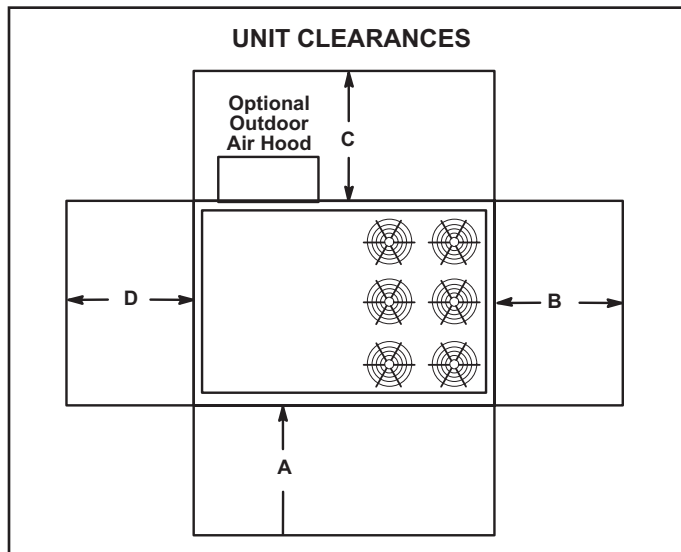 UNIT CLEARANCES
Optional
Outdoor
Air Hood
C
D
B
A